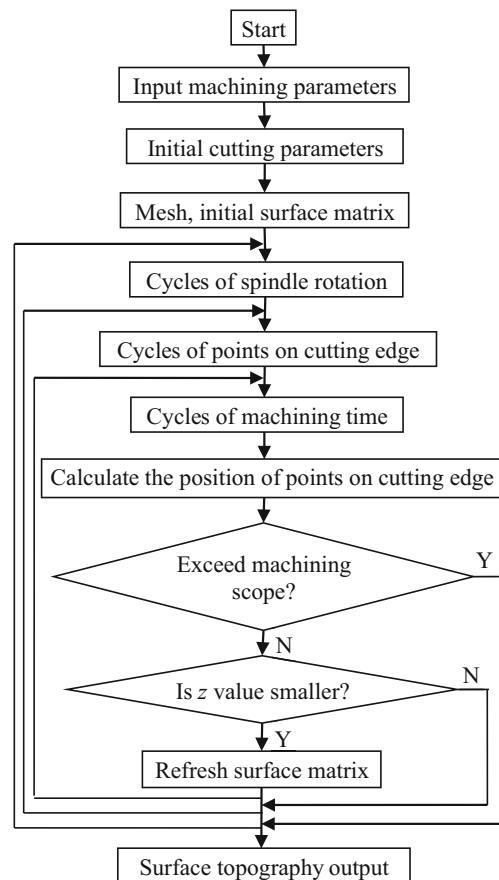 Start
Input machining parameters
Initial cutting parameters
Mesh, initial surface matrix
Cycles of spindle rotation
Cycles of points on cutting edge
Cycles of machining time
Calculate the position of points on cutting edge
Exceed machining
scope?
Y
N
Is z value smaller?
N
Y
Refresh surface matrix
Surface topography output